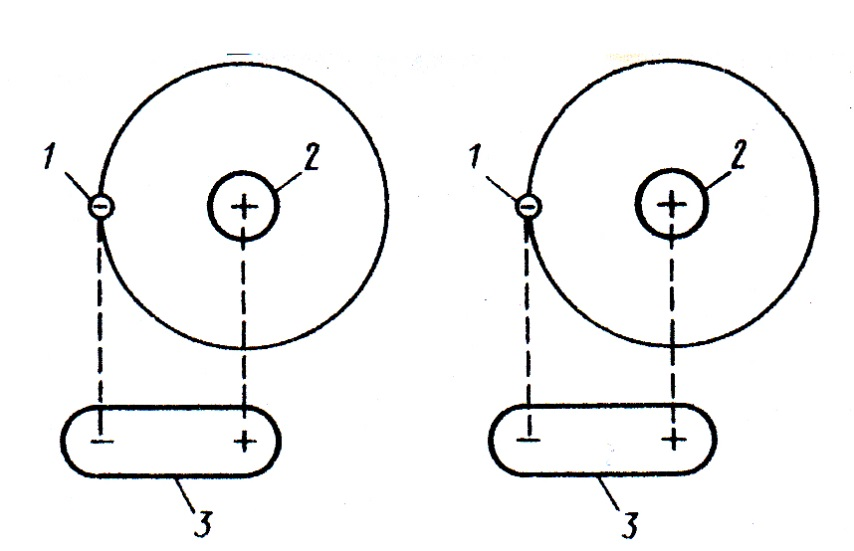 1 2 1 2
- + - +
- + - +
3 3